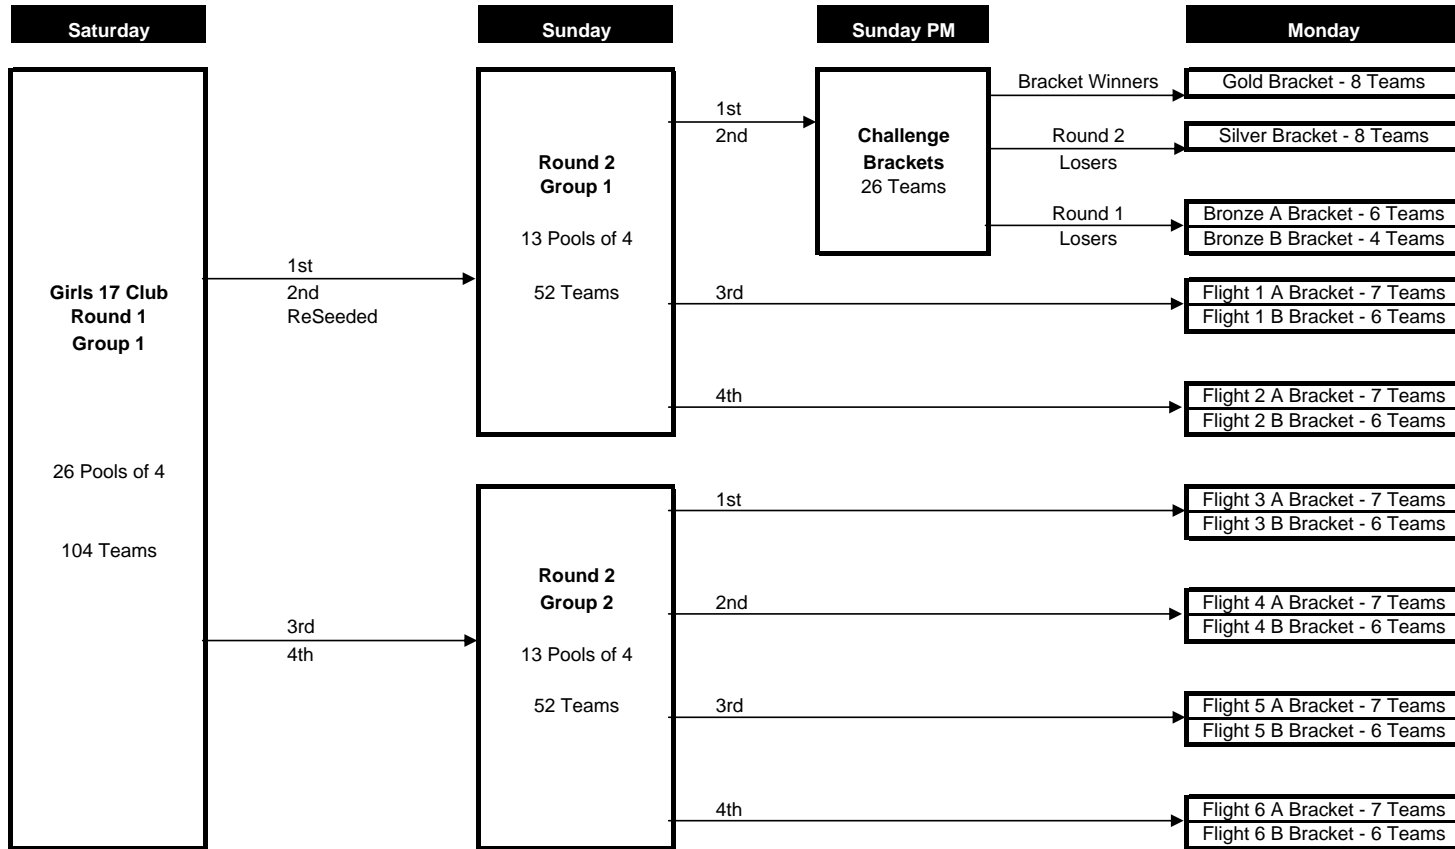 Saturday
Sunday
Sunday PM
Monday
Girls 17 Club
Round 1
Group 1
26 Pools of 4
104 Teams
1st
2nd
ReSeeded
3rd
4th
Round 2
Group 1
13 Pools of 4
52 Teams
1st
2nd
3rd
4th
Challenge
Brackets
26 Teams
Bracket Winners
Round 2
Losers
Round 1
Losers
Gold Bracket - 8 Teams
Silver Bracket - 8 Teams
Bronze A Bracket - 6 Teams
Bronze B Bracket - 4 Teams
Flight 1 A Bracket - 7 Teams
Flight 1 B Bracket - 6 Teams
Flight 2 A Bracket - 7 Teams
Flight 2 B Bracket - 6 Teams
Round 2
Group 2
13 Pools of 4
52 Teams
1st
2nd
3rd
4th
Flight 3 A Bracket - 7 Teams
Flight 3 B Bracket - 6 Teams
Flight 4 A Bracket - 7 Teams
Flight 4 B Bracket - 6 Teams
Flight 5 A Bracket - 7 Teams
Flight 5 B Bracket - 6 Teams
Flight 6 A Bracket - 7 Teams
Flight 6 B Bracket - 6 Teams